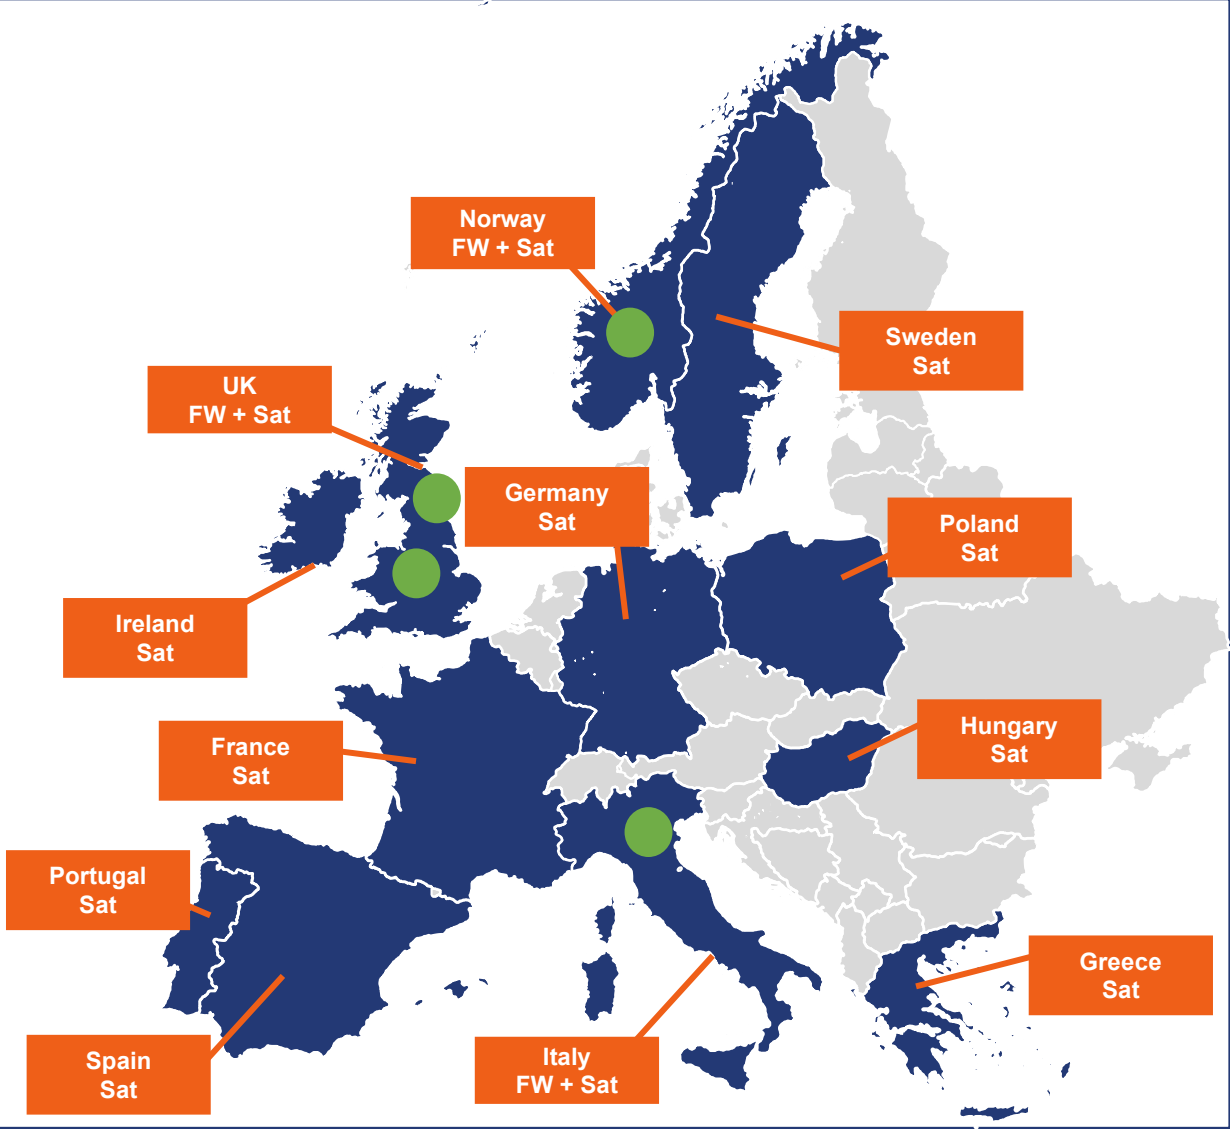 Norway
FW + Sat
Sweden
Sat
UK
FW + Sat
Germany
Sat
Poland
Sat
Ireland
Sat
France
Sat
Hungary
Sat
Portugal
Sat
Greece
Sat
Spain
Sat
Italy
FW + Sat